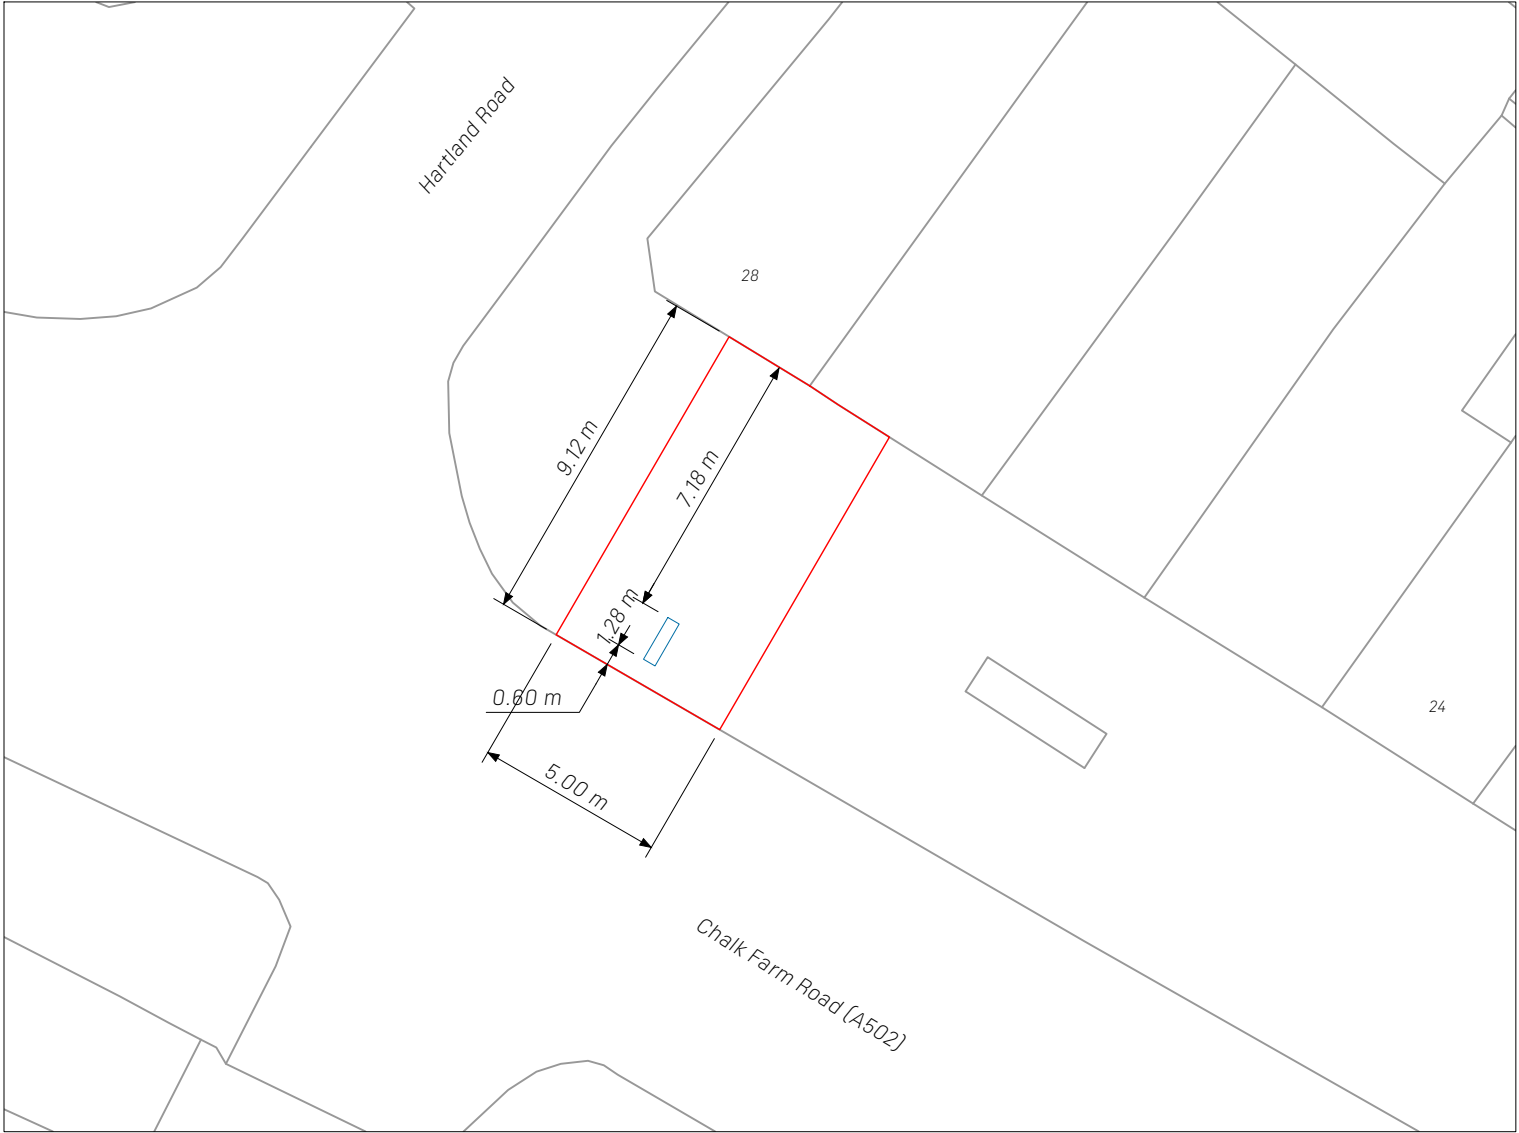 Hartland Road
28
9.12 m
7.18 m
1.28 m
0.60 m
24
5.00 m
Chalk Farm Road (A502)